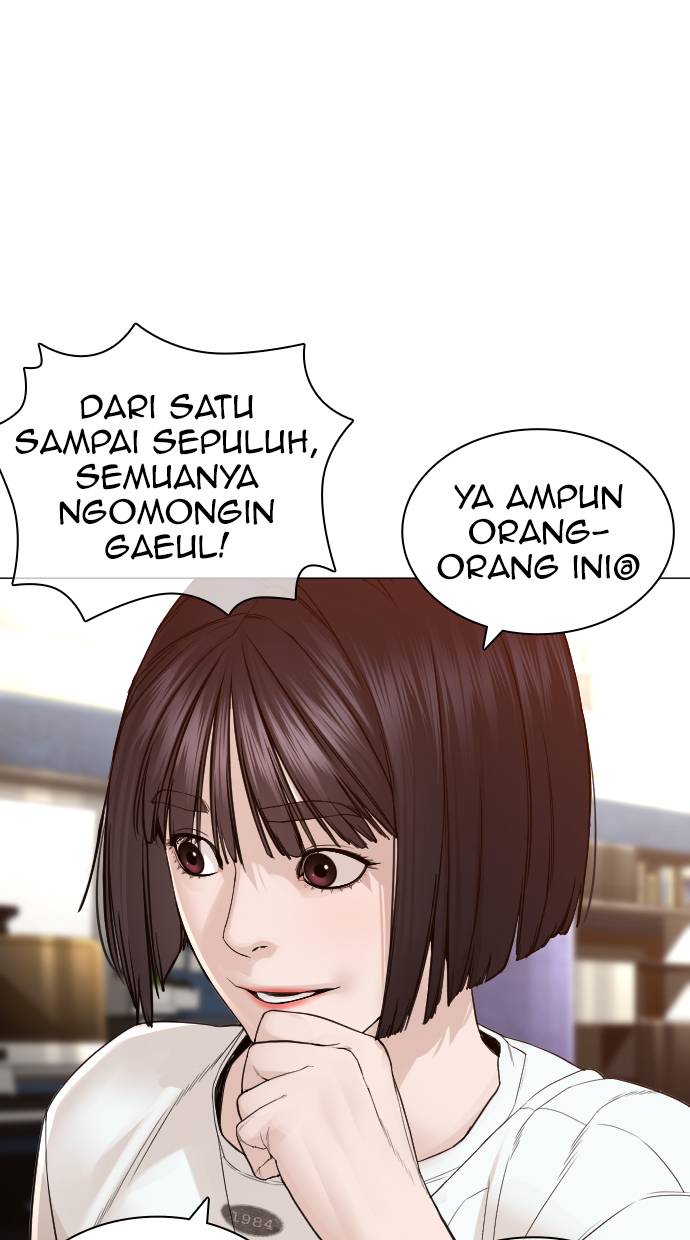 DARI SATU
SAMPAI SEPULUH,
SEMUANYA
NGOMONGIN
GAEUL!
YA AMPUN
ORANG-
ORANG INI@
1984